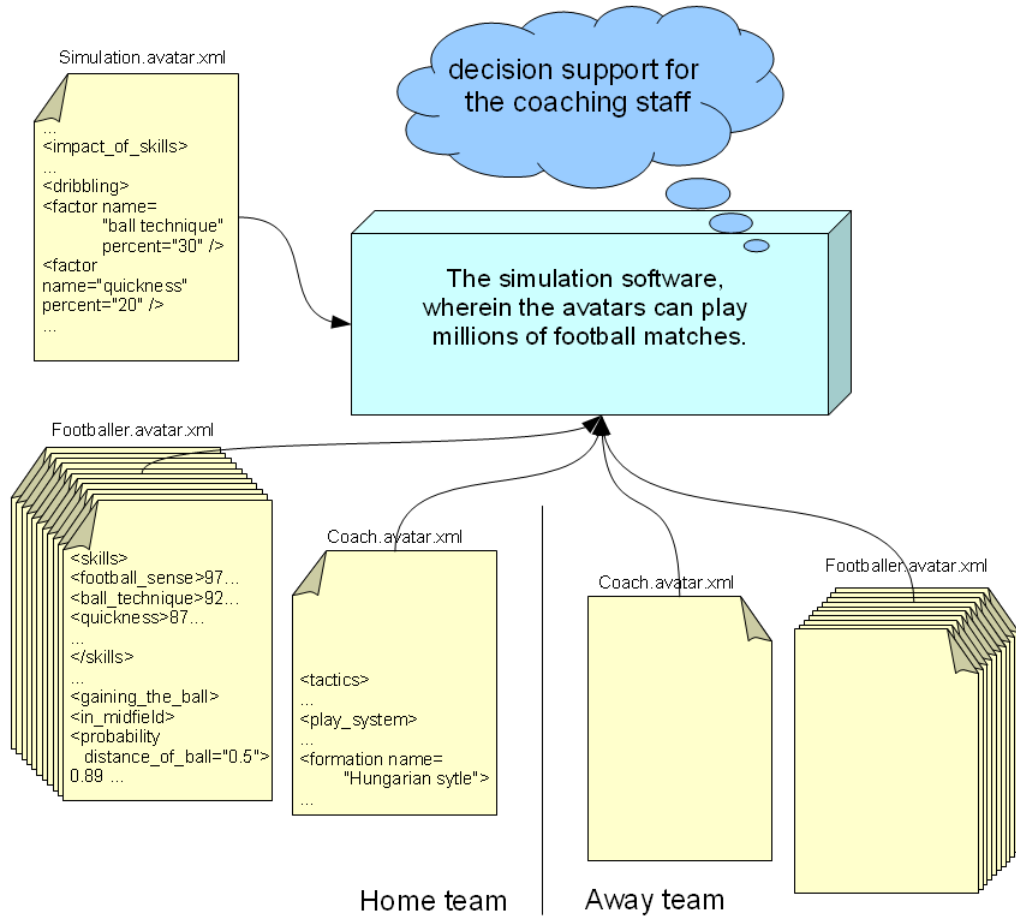 Simulation.avatar.xml
...
<impact_of_skills>
...
<dribbling>
<factor name=
"ball technique"
percent="30" />
<factor
name="quickness"
percent="20" />
...
decision support for
the coaching staff
The simulation software,
wherein the avatars can play
millions of football matches.
Footballer.avatar.xml
<skills>
<football_sense>97...
<ball_technique>92...
<quickness>87...
...
</skills>
...
<gaining_the_ball>
<in_midfield>
<probability
distance_of_ball="0.5">
0.89 ...
Coach.avatar.xml
<tactics>
...
<play_system>
...
<formation name=
"Hungarian sytle">
...
Coach.avatar.xml
Footballer.avatar.xml
Home team
Away team